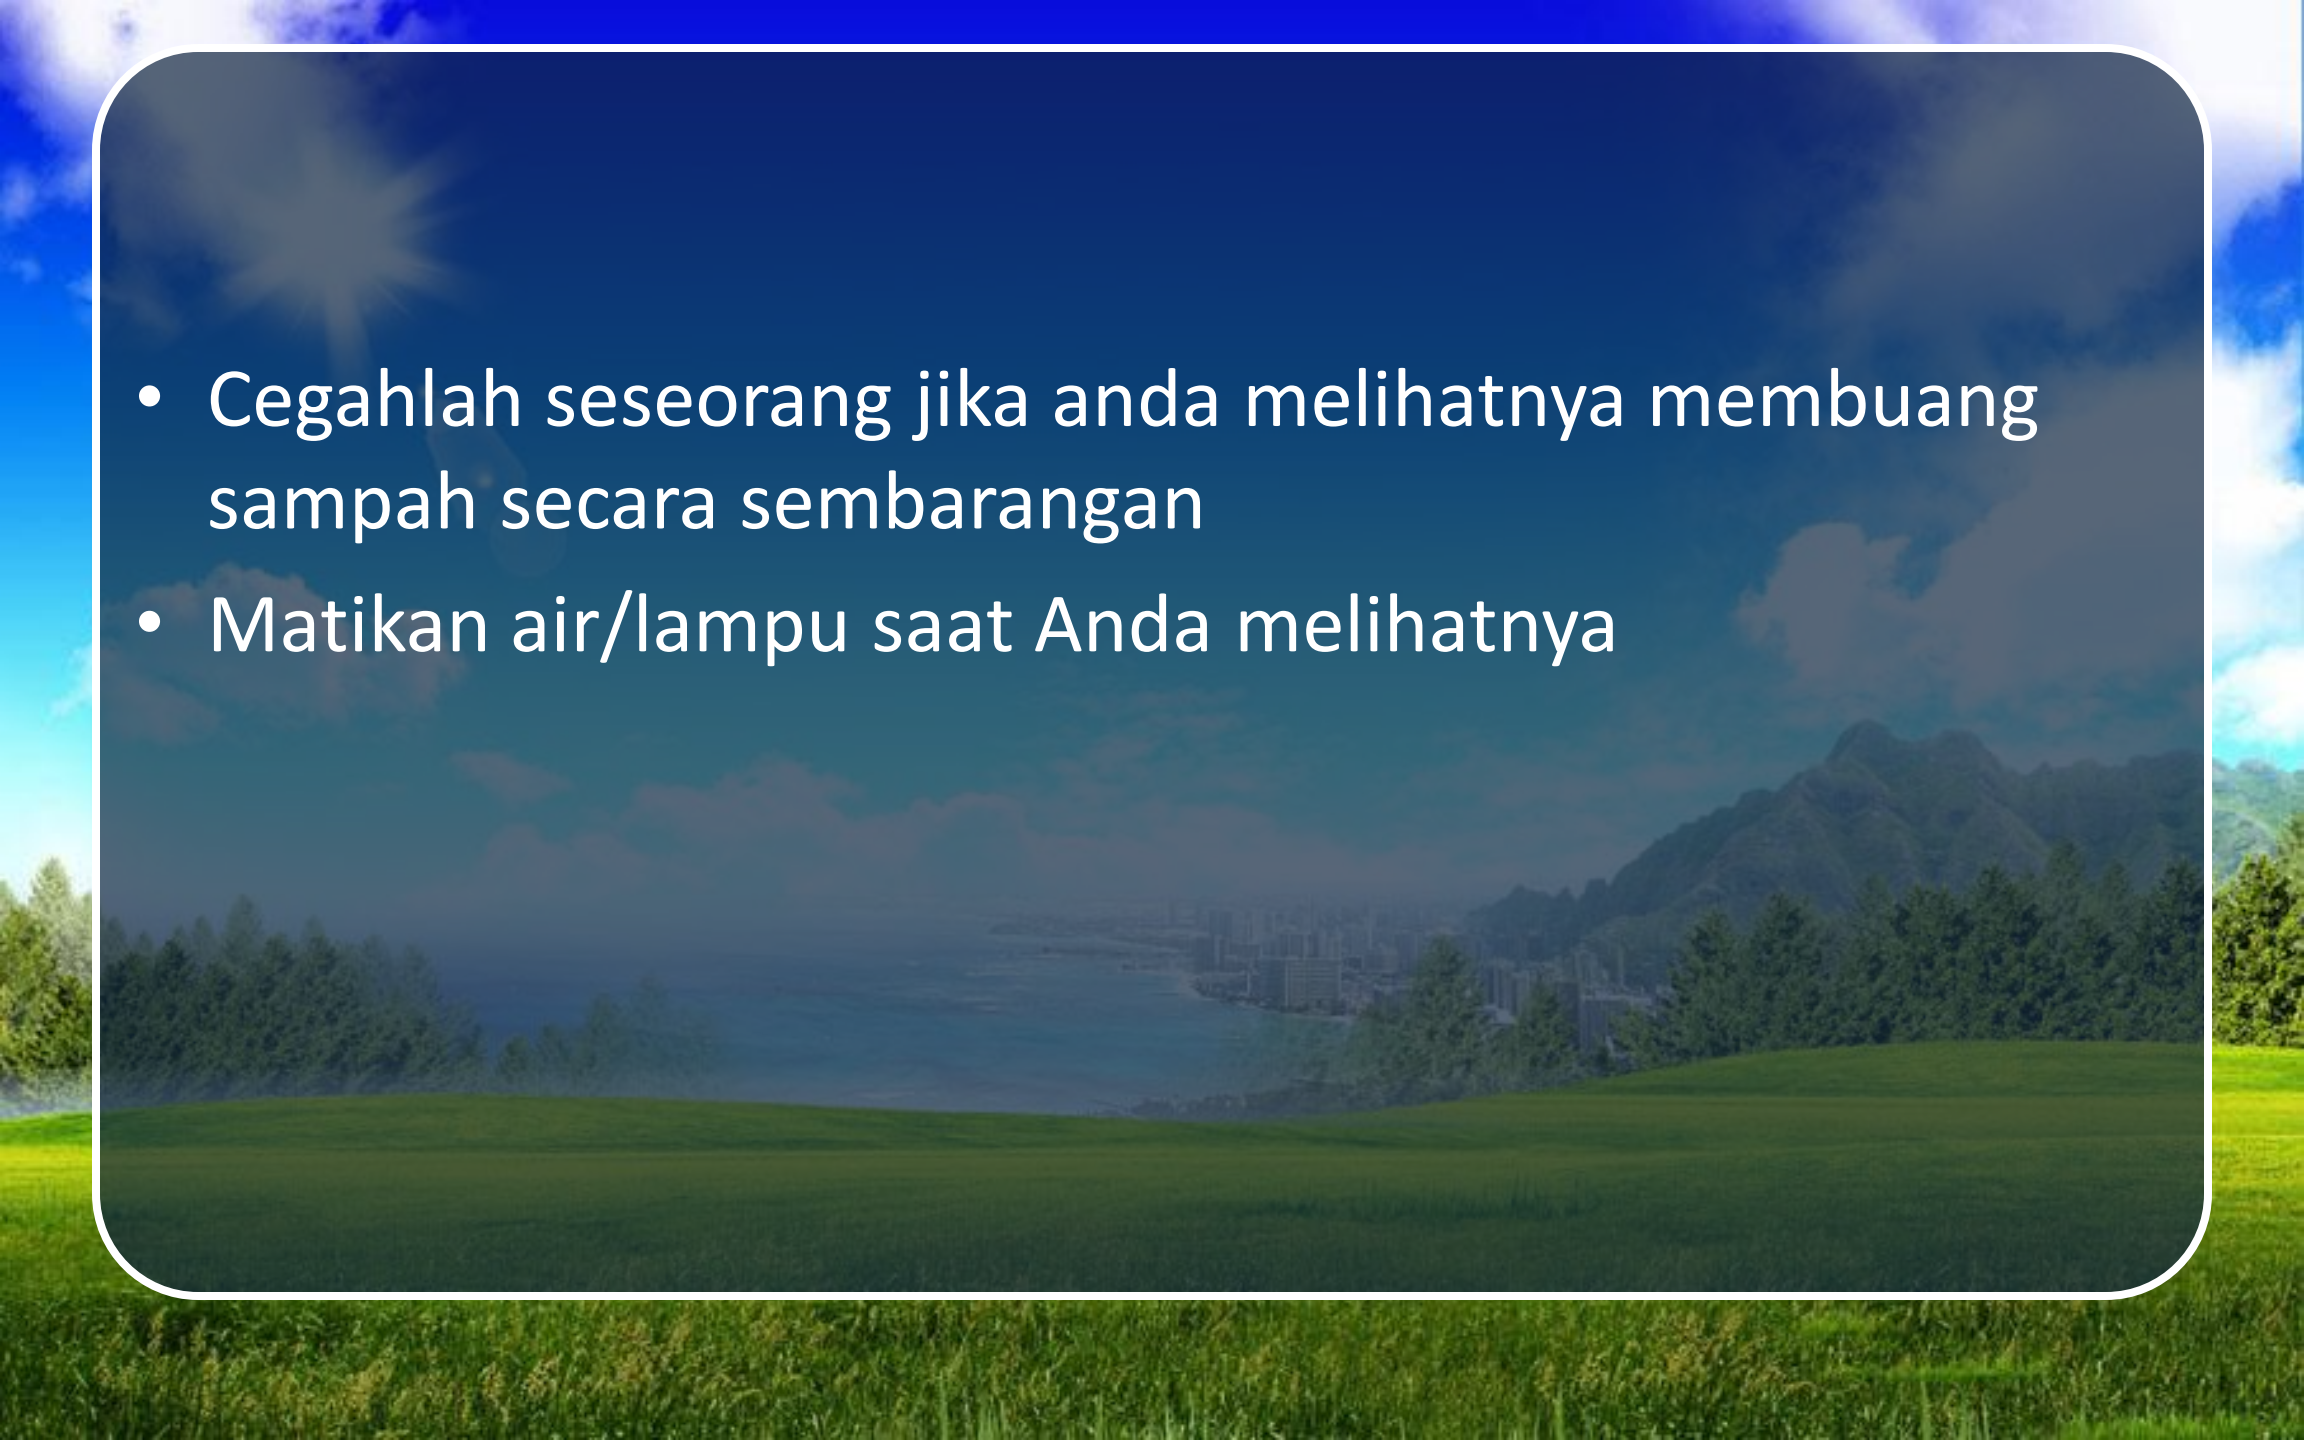 • Cegahlah seseorang jika anda melihatnya membuang
sampah secara sembarangan
• Matikan air/lampu saat Anda melihatnya